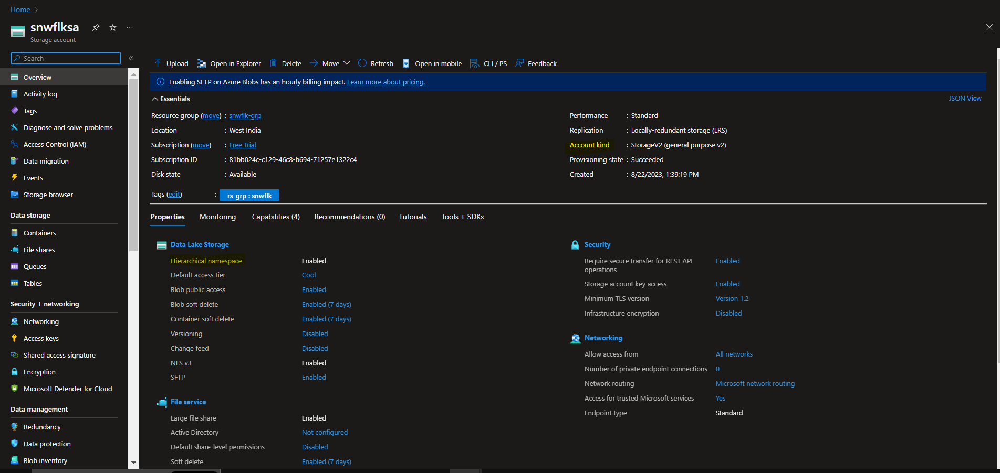 Home
snwflksa
Storage account
Search
Overview
Activity log
Tags
Diagnose and solve problems
Access Control (IAM)
Data migration
Events
Storage browser
Data storage
Containers
File shares
Queues
Tables
Security + networking
Networking
Access keys
Shared access signature
Encryption
Microsoft Defender for Cloud
Data management
Redundancy
Data protection
Blob inventory
Upload Open in Explorer Delete Move Refresh Open in mobile CLI / PS Feedback
Enabling SFTP on Azure Blobs has an hourly billing impact. Learn more about pricing.
Essentials
JSON View
Resource group (move) : snwflk-grp
Location : West India
Subscription (move) : Free Trial
Subscription ID : 81bb024c-c129-46c8-b694-71257e1322c4
Disk state : Available
Performance : Standard
Replication : Locally-redundant storage (LRS)
Account kind : StorageV2 (general purpose v2)
Provisioning state : Succeeded
Created : 8/22/2023, 1:39:19 PM
Tags (edit) : rs_grp : snwflk
Properties Monitoring Capabilities (4) Recommendations (0) Tutorials Tools + SDKs
Data Lake Storage
Hierarchical namespace Enabled
Default access tier Cool
Blob public access Enabled
Blob soft delete Enabled (7 days)
Container soft delete Enabled (7 days)
Versioning Disabled
Change feed Disabled
NFS v3 Enabled
SFTP Enabled
File service
Large file share Enabled
Active Directory Not configured
Default share-level permissions Disabled
Soft delete Enabled (7 days)
Security
Require secure transfer for REST API Enabled
operations
Storage account key access Enabled
Minimum TLS version Version 1.2
Infrastructure encryption Disabled
Networking
Allow access from All networks
Number of private endpoint connections 0
Network routing Microsoft network routing
Access for trusted Microsoft services Yes
Endpoint type Standard